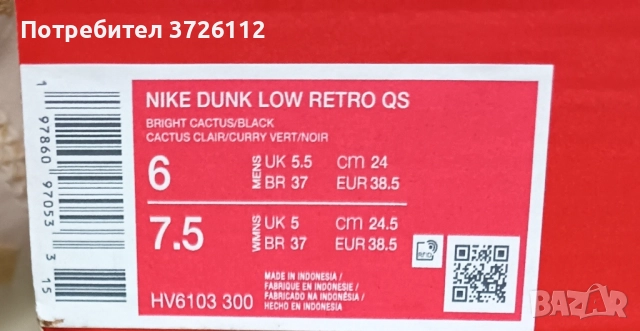 Потребител 3726112
NIKE DUNK LOW RETRO QS
BRIGHT CACTUS/BLACK
CACTUS CLAIR/CURRY VERT/NOIR
6 MENS UK 5.5 cm 24
BR 37 EUR 38.5
7.5 WMNS UK 5 cm 24.5
BR 37 EUR 38.5
RFID
MADE IN INDONESIA/
FABRIQUE EN INDONESIE/
FABRICADO NA INDONÉSIA/
HECHO EN INDONESIA
HV6103 300
1 97860 97053 3 15
BAZAR